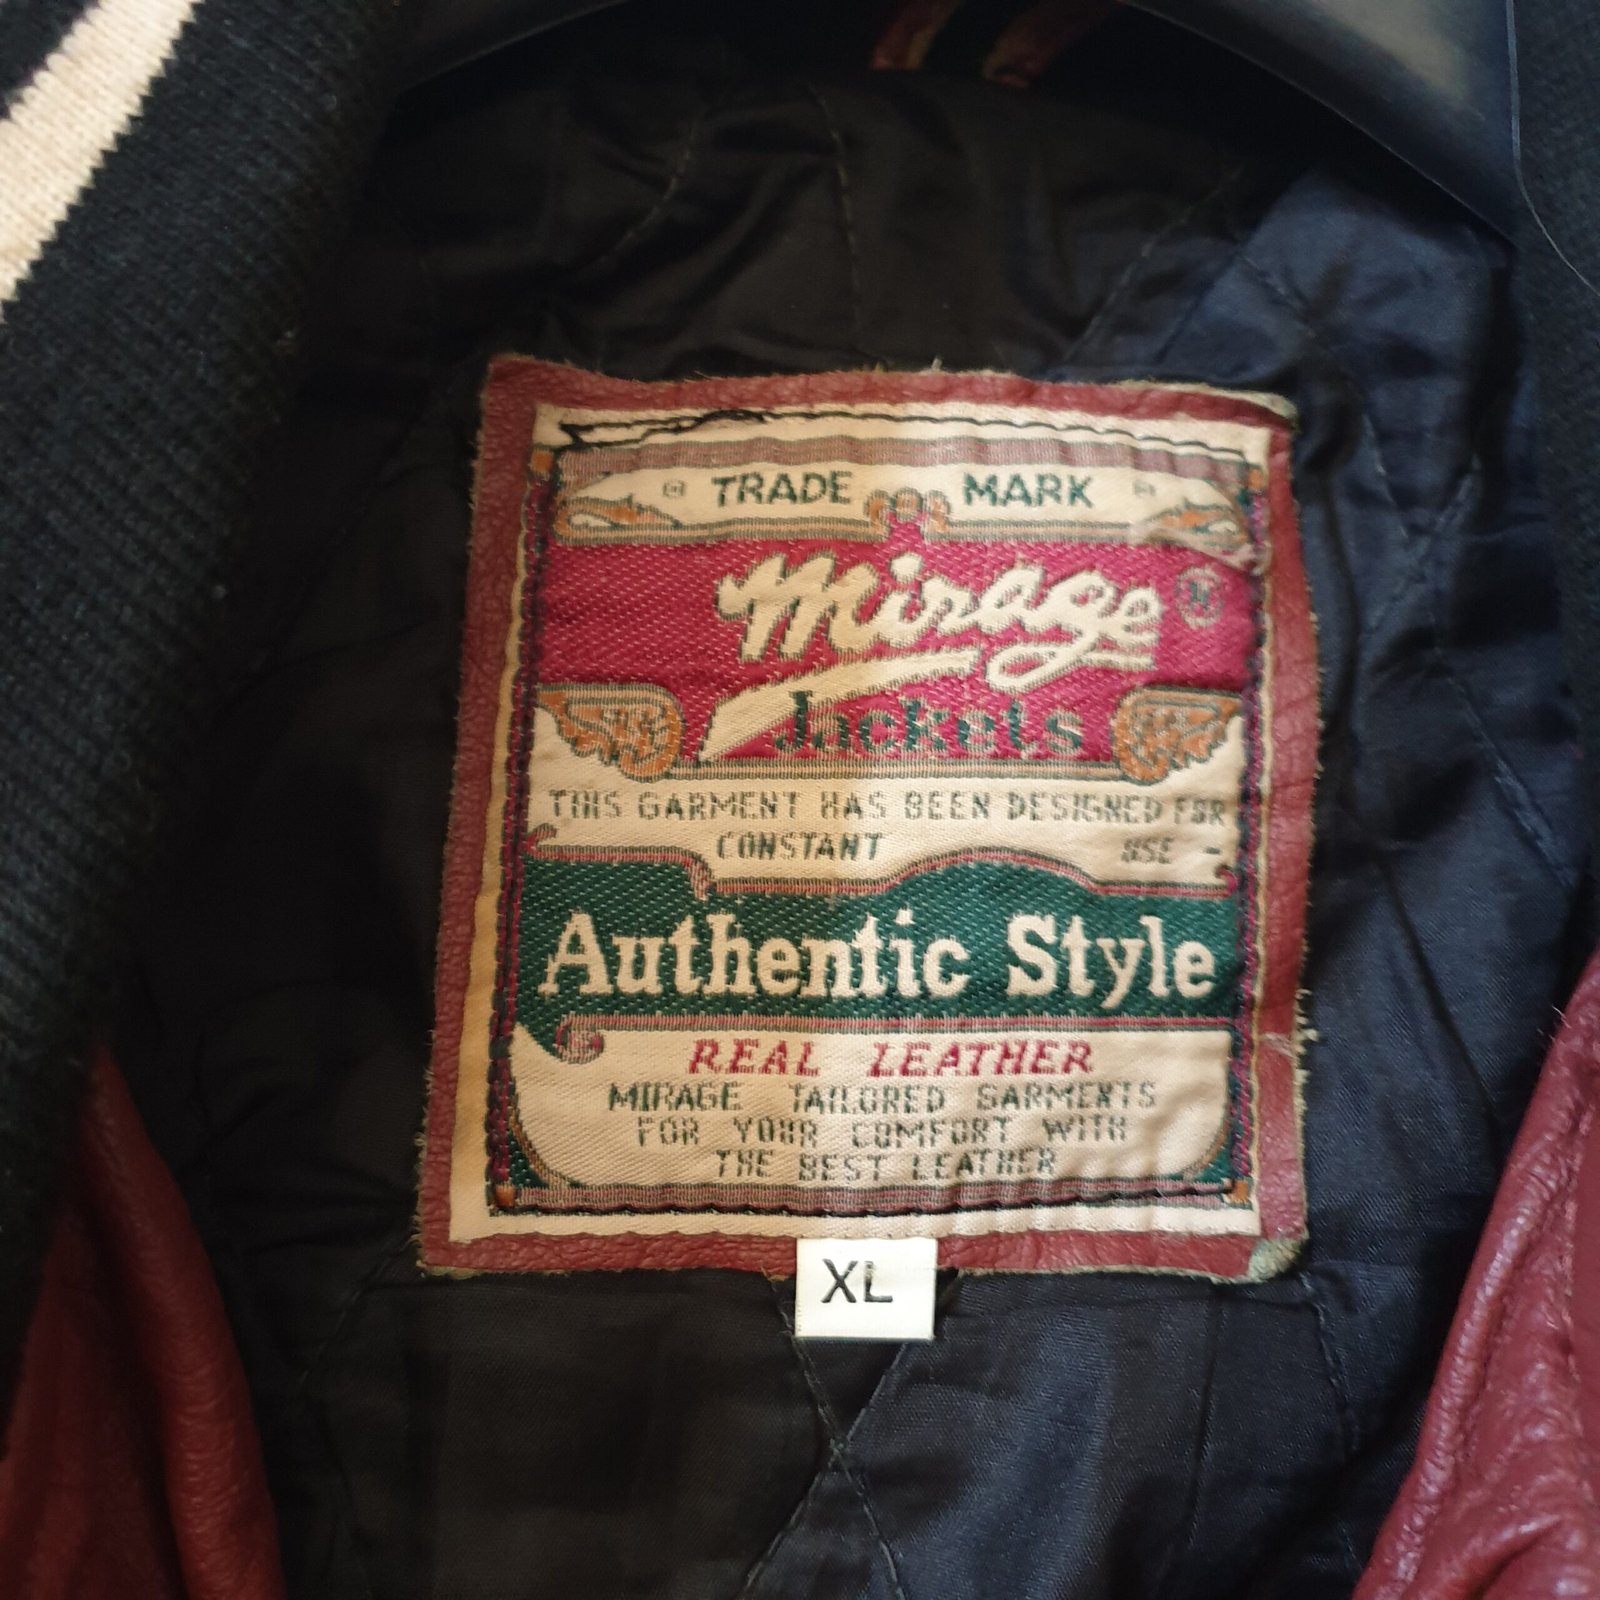 TRADE MARK
Mirage ®
Jackets
THIS GARMENT HAS BEEN DESIGNED FOR
CONSTANT USE -
Authentic Style
REAL LEATHER
MIRAGE TAILORED GARMENTS
FOR YOUR COMFORT WITH
THE BEST LEATHER
XL